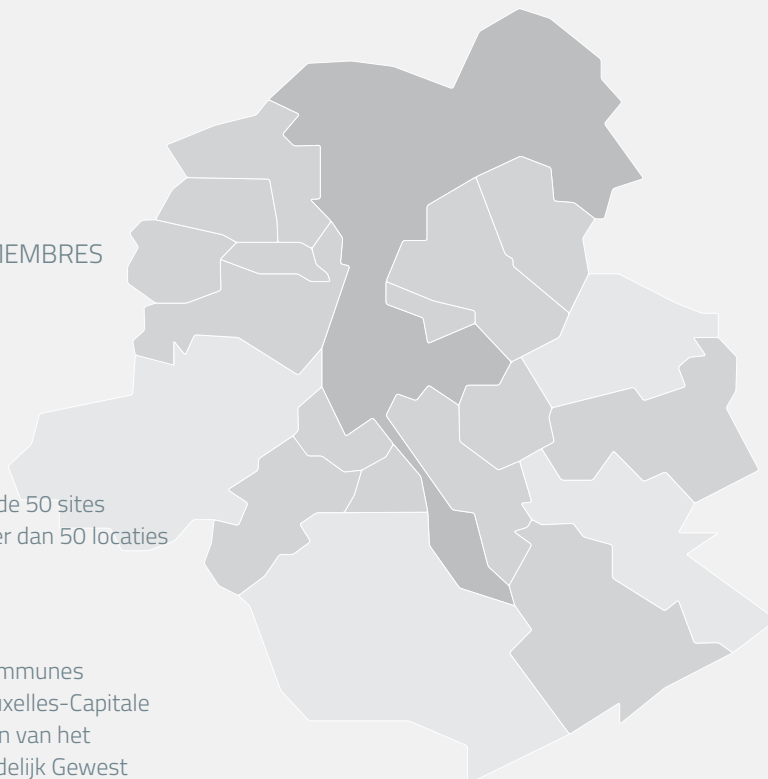 MEMBRES
de 50 sites
er dan 50 locaties
mmunes
uxelles-Capitale
n van het
delijk Gewest